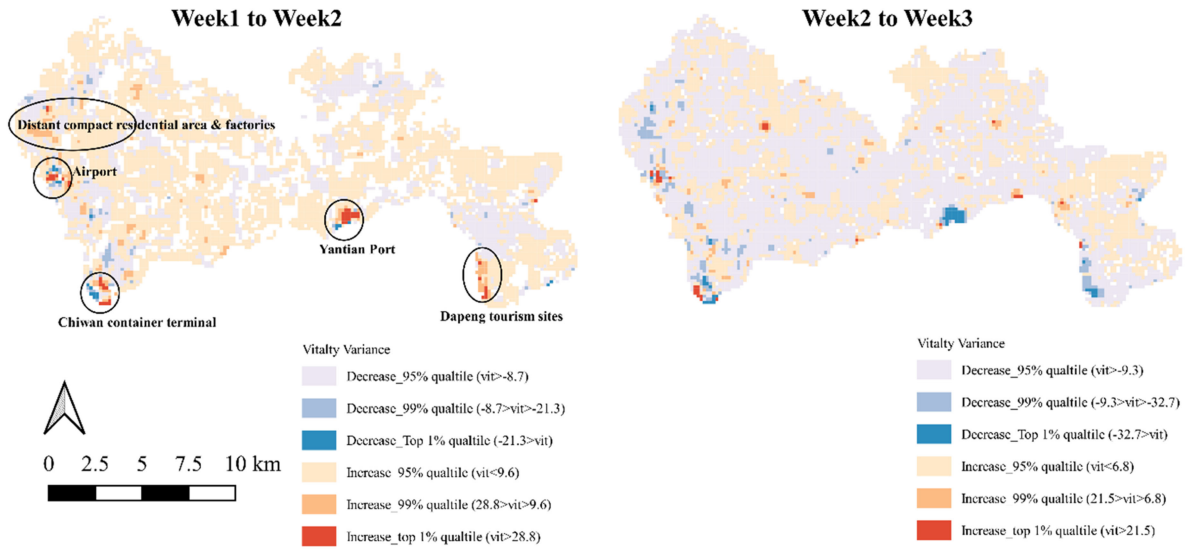 Week1 to Week2
Week2 to Week3
Distant compact residential area & factories
Airport
Yantian Port
Chiwan container terminal
Dapeng tourism sites
Vitalty Variance
Decrease_95% qualtile (vit>-8.7)
Decrease_99% qualtile (-8.7>vit>-21.3)
Decrease_Top 1% qualtile (-21.3>vit)
Increase_95% qualtile (vit<9.6)
Increase_99% qualtile (28.8>vit>9.6)
Increase_top 1% qualtile (vit>28.8)
0 2.5 5 7.5 10 km
Vitalty Variance
Decrease_95% qualtile (vit>-9.3)
Decrease_99% qualtile (-9.3>vit>-32.7)
Decrease_Top 1% qualtile (-32.7>vit)
Increase_95% qualtile (vit<6.8)
Increase_99% qualtile (21.5>vit>6.8)
Increase_top 1% qualtile (vit>21.5)